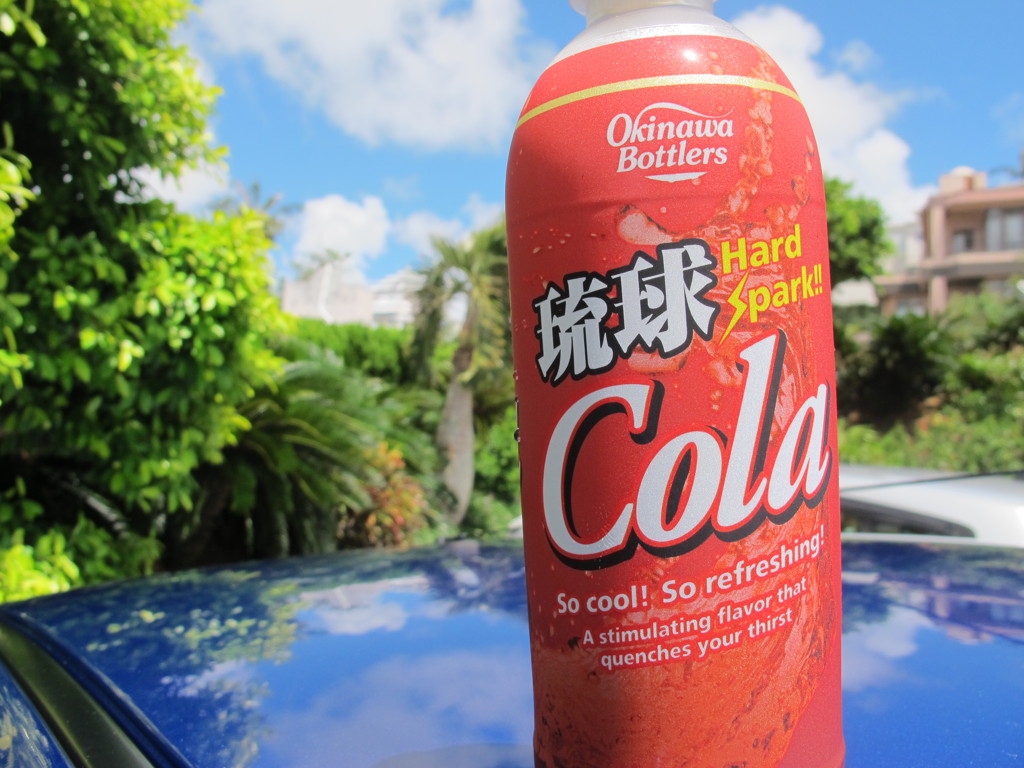 Okinawa
Bottlers
琉球
Hard
Spark!!
Cola
So cool! So refreshing!
A stimulating flavor that
quenches your thirst